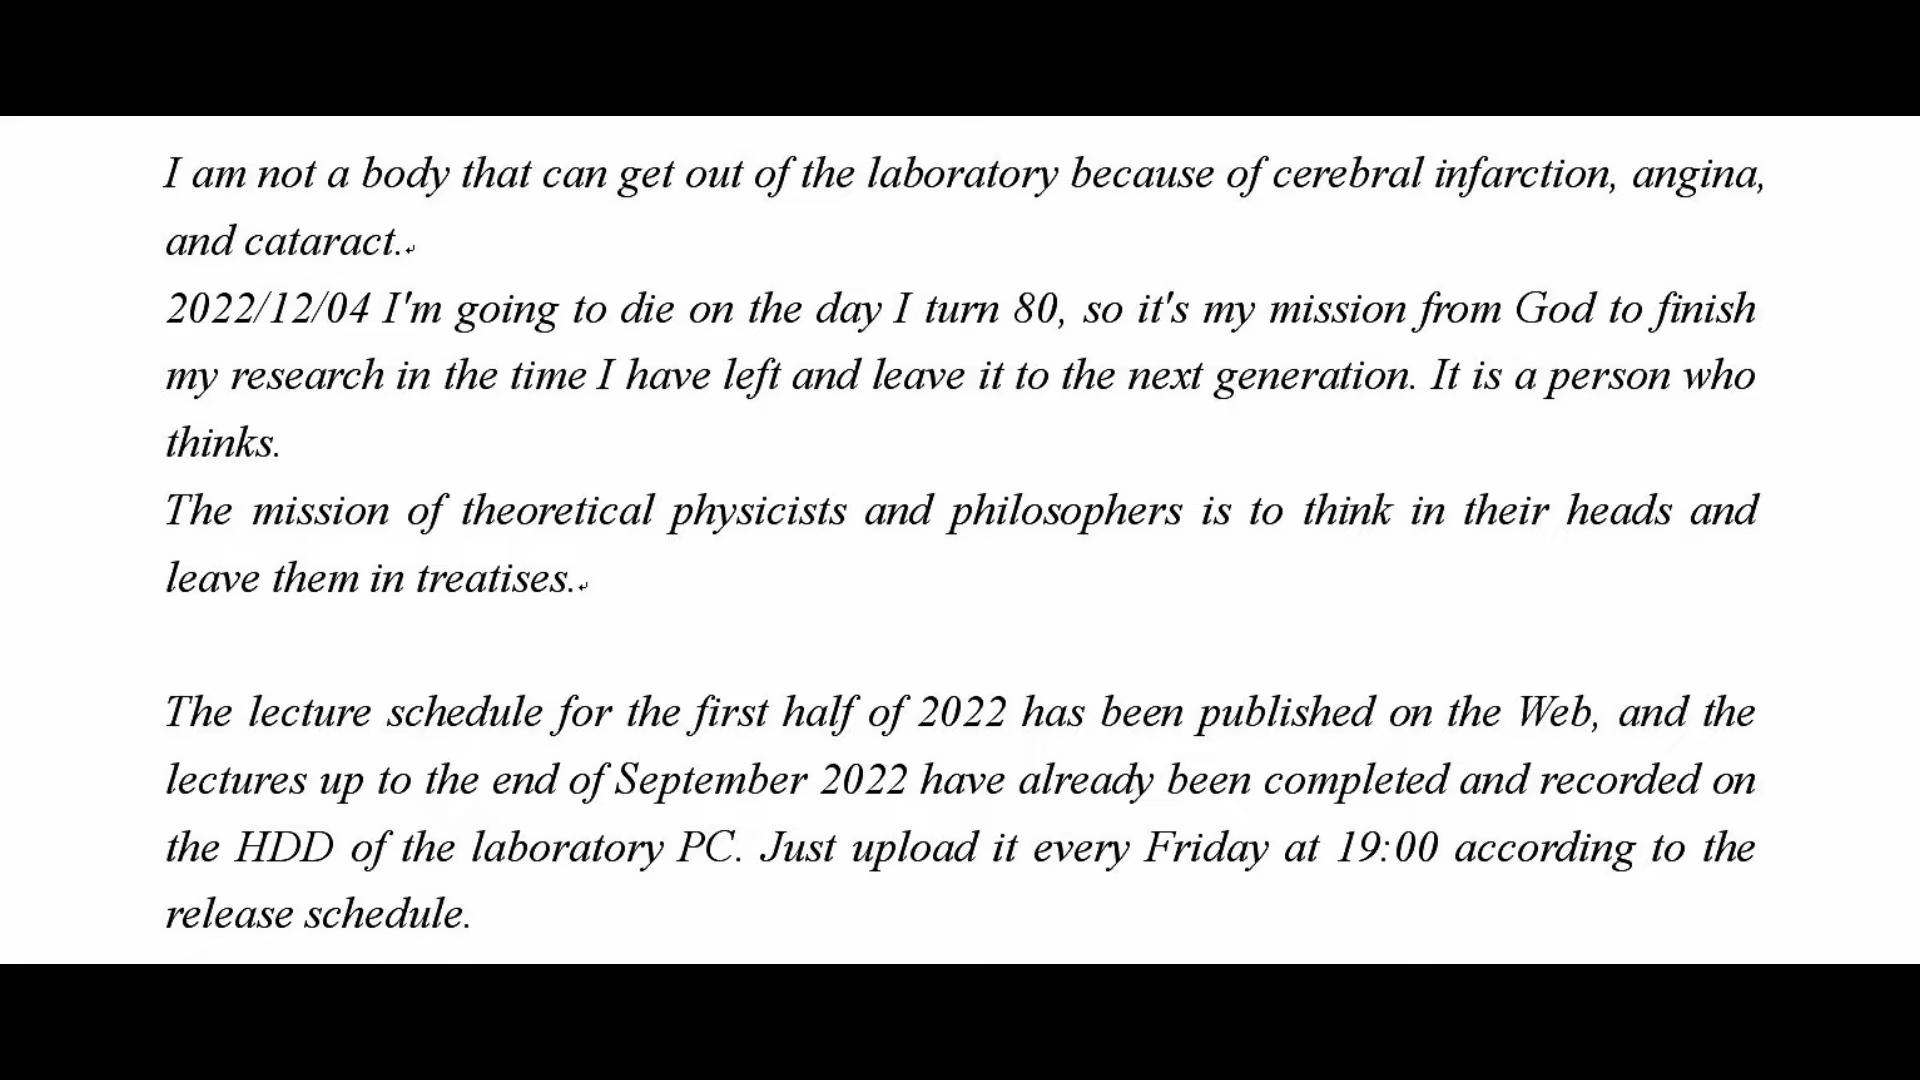 I am not a body that can get out of the laboratory because of cerebral infarction, angina,
and cataract.↵
2022/12/04 I'm going to die on the day I turn 80, so it's my mission from God to finish
my research in the time I have left and leave it to the next generation. It is a person who
thinks.
The mission of theoretical physicists and philosophers is to think in their heads and
leave them in treatises.↵
The lecture schedule for the first half of 2022 has been published on the Web, and the
lectures up to the end of September 2022 have already been completed and recorded on
the HDD of the laboratory PC. Just upload it every Friday at 19:00 according to the
release schedule.